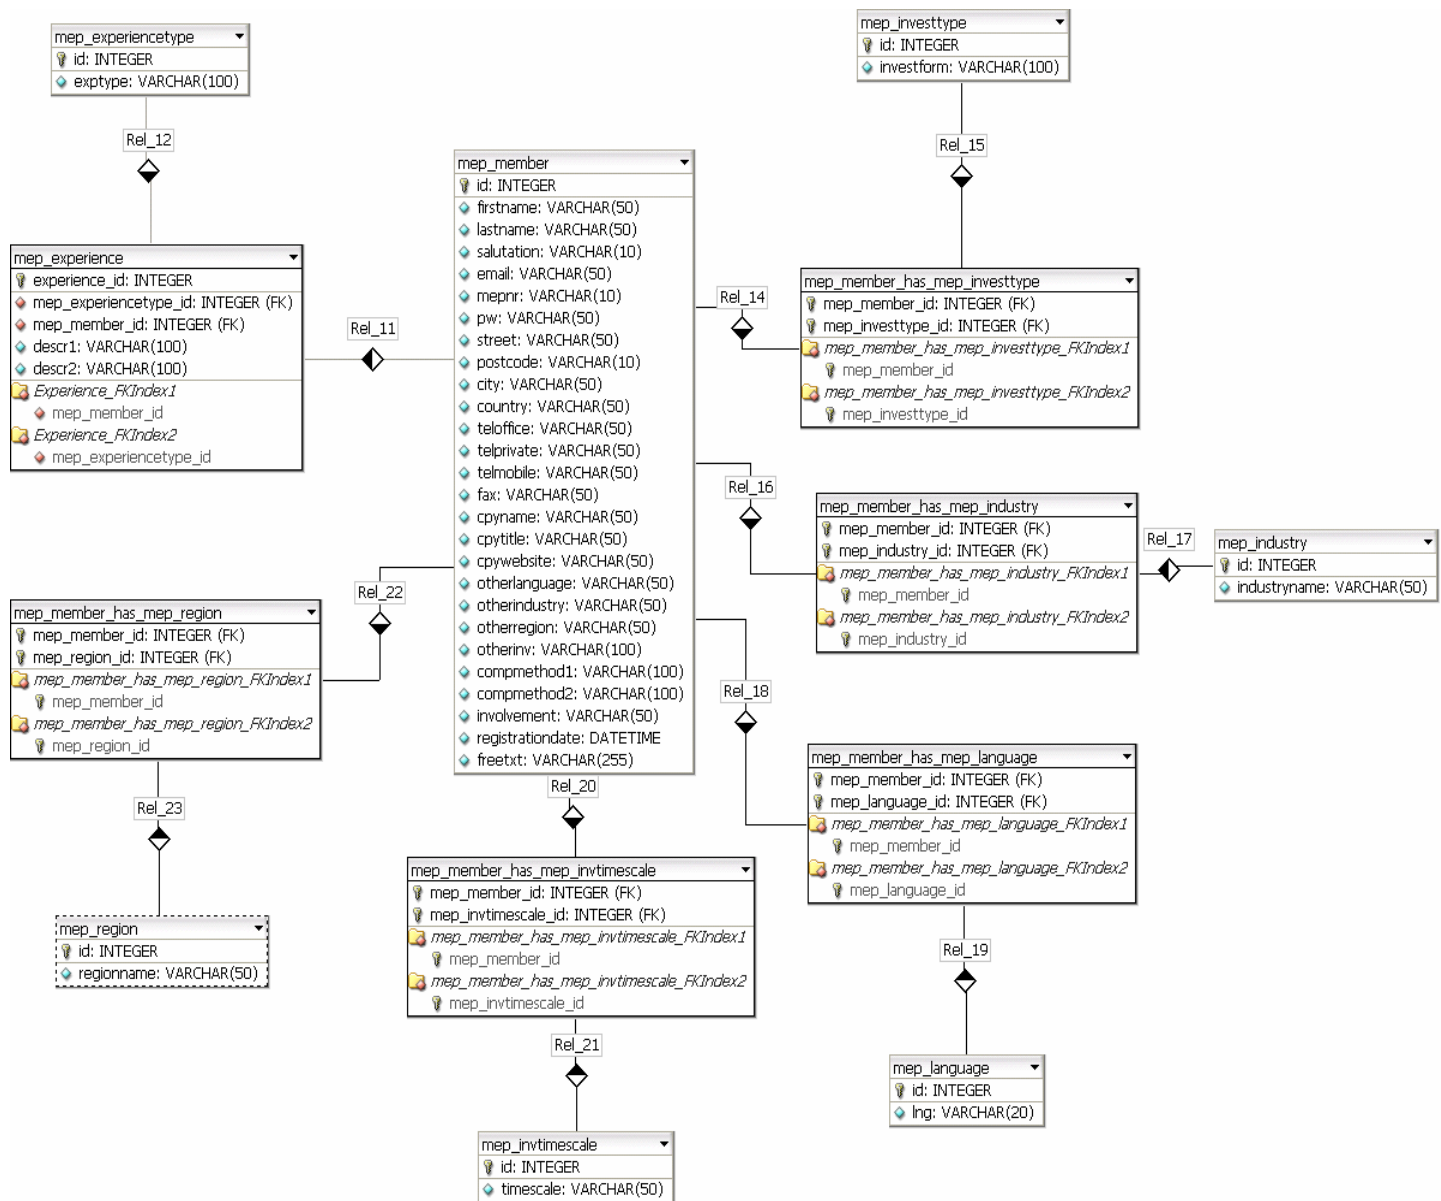 mep_experiencetype
id: INTEGER
exptype: VARCHAR(100)
Rel_12
mep_experience
experience_id: INTEGER
mep_experiencetype_id: INTEGER (FK)
mep_member_id: INTEGER (FK)
descr1: VARCHAR(100)
descr2: VARCHAR(100)
Experience_FKIndex1
mep_member_id
Experience_FKIndex2
mep_experiencetype_id
Rel_11
mep_member
id: INTEGER
firstname: VARCHAR(50)
lastname: VARCHAR(50)
salutation: VARCHAR(10)
email: VARCHAR(50)
mepnr: VARCHAR(10)
pw: VARCHAR(50)
street: VARCHAR(50)
postcode: VARCHAR(10)
city: VARCHAR(50)
country: VARCHAR(50)
teloffice: VARCHAR(50)
telprivate: VARCHAR(50)
telmobile: VARCHAR(50)
fax: VARCHAR(50)
cpyname: VARCHAR(50)
cpytitle: VARCHAR(50)
cpywebsite: VARCHAR(50)
otherlanguage: VARCHAR(50)
otherindustry: VARCHAR(50)
otherregion: VARCHAR(50)
otherinv: VARCHAR(100)
compmethod1: VARCHAR(100)
compmethod2: VARCHAR(100)
involvement: VARCHAR(50)
registrationdate: DATETIME
freetxt: VARCHAR(255)
mep_investtype
id: INTEGER
investform: VARCHAR(100)
Rel_15
Rel_14
mep_member_has_mep_investtype
mep_member_id: INTEGER (FK)
mep_investtype_id: INTEGER (FK)
mep_member_has_mep_investtype_FKIndex1
mep_member_id
mep_member_has_mep_investtype_FKIndex2
mep_investtype_id
Rel_16
mep_member_has_mep_industry
mep_member_id: INTEGER (FK)
mep_industry_id: INTEGER (FK)
mep_member_has_mep_industry_FKIndex1
mep_member_id
mep_member_has_mep_industry_FKIndex2
mep_industry_id
Rel_17
mep_industry
id: INTEGER
industryname: VARCHAR(50)
Rel_22
mep_member_has_mep_region
mep_member_id: INTEGER (FK)
mep_region_id: INTEGER (FK)
mep_member_has_mep_region_FKIndex1
mep_member_id
mep_member_has_mep_region_FKIndex2
mep_region_id
Rel_23
mep_region
id: INTEGER
regionname: VARCHAR(50)
Rel_18
mep_member_has_mep_language
mep_member_id: INTEGER (FK)
mep_language_id: INTEGER (FK)
mep_member_has_mep_language_FKIndex1
mep_member_id
mep_member_has_mep_language_FKIndex2
mep_language_id
Rel_19
mep_language
id: INTEGER
lng: VARCHAR(20)
Rel_20
mep_member_has_mep_invtimescale
mep_member_id: INTEGER (FK)
mep_invtimescale_id: INTEGER (FK)
mep_member_has_mep_invtimescale_FKIndex1
mep_member_id
mep_member_has_mep_invtimescale_FKIndex2
mep_invtimescale_id
Rel_21
mep_invtimescale
id: INTEGER
timescale: VARCHAR(50)